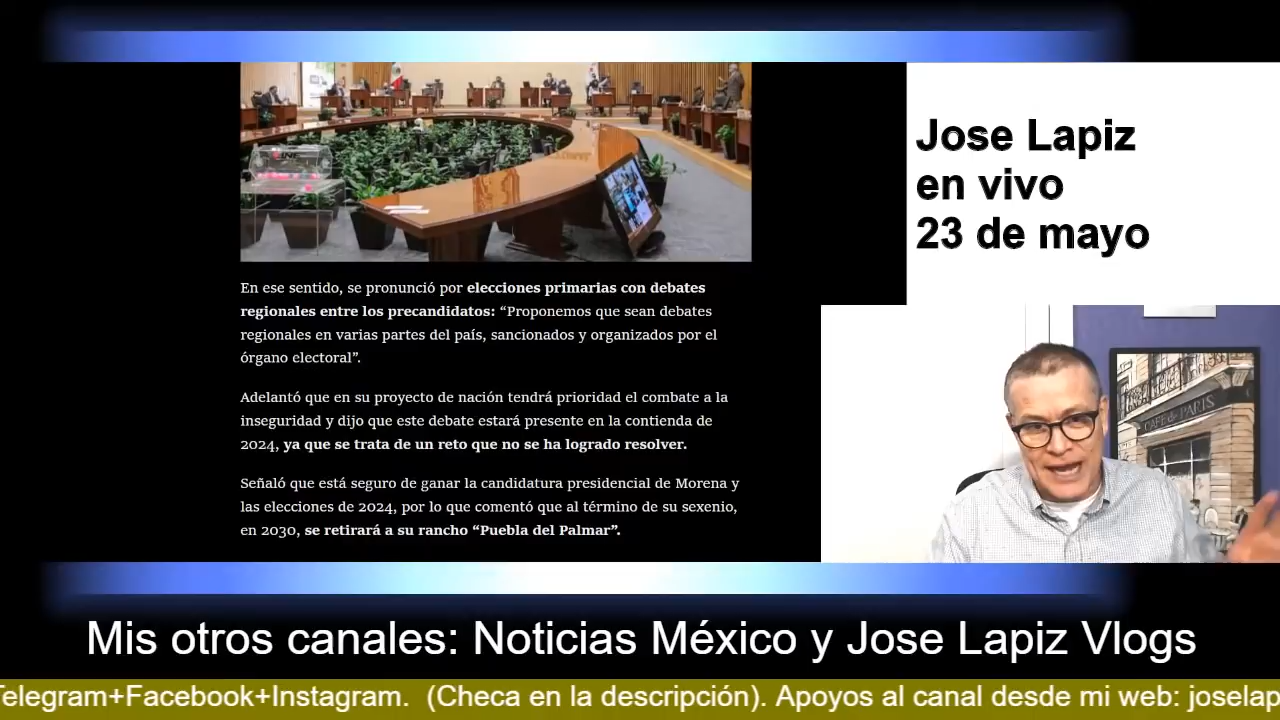 INE
En ese sentido, se pronunció por elecciones primarias con debates
regionales entre los precandidatos: “Proponemos que sean debates
regionales en varias partes del país, sancionados y organizados por el
órgano electoral”.
Adelantó que en su proyecto de nación tendrá prioridad el combate a la
inseguridad y dijo que este debate estará presente en la contienda de
2024, ya que se trata de un reto que no se ha logrado resolver.
Señaló que está seguro de ganar la candidatura presidencial de Morena y
las elecciones de 2024, por lo que comentó que al término de su sexenio,
en 2030, se retirará a su rancho “Puebla del Palmar”.
Jose Lapiz
en vivo
23 de mayo
CAFE de PARIS
Mis otros canales: Noticias México y Jose Lapiz Vlogs
Telegram+Facebook+Instagram. (Checa en la descripción). Apoyos al canal desde mi web: joselap